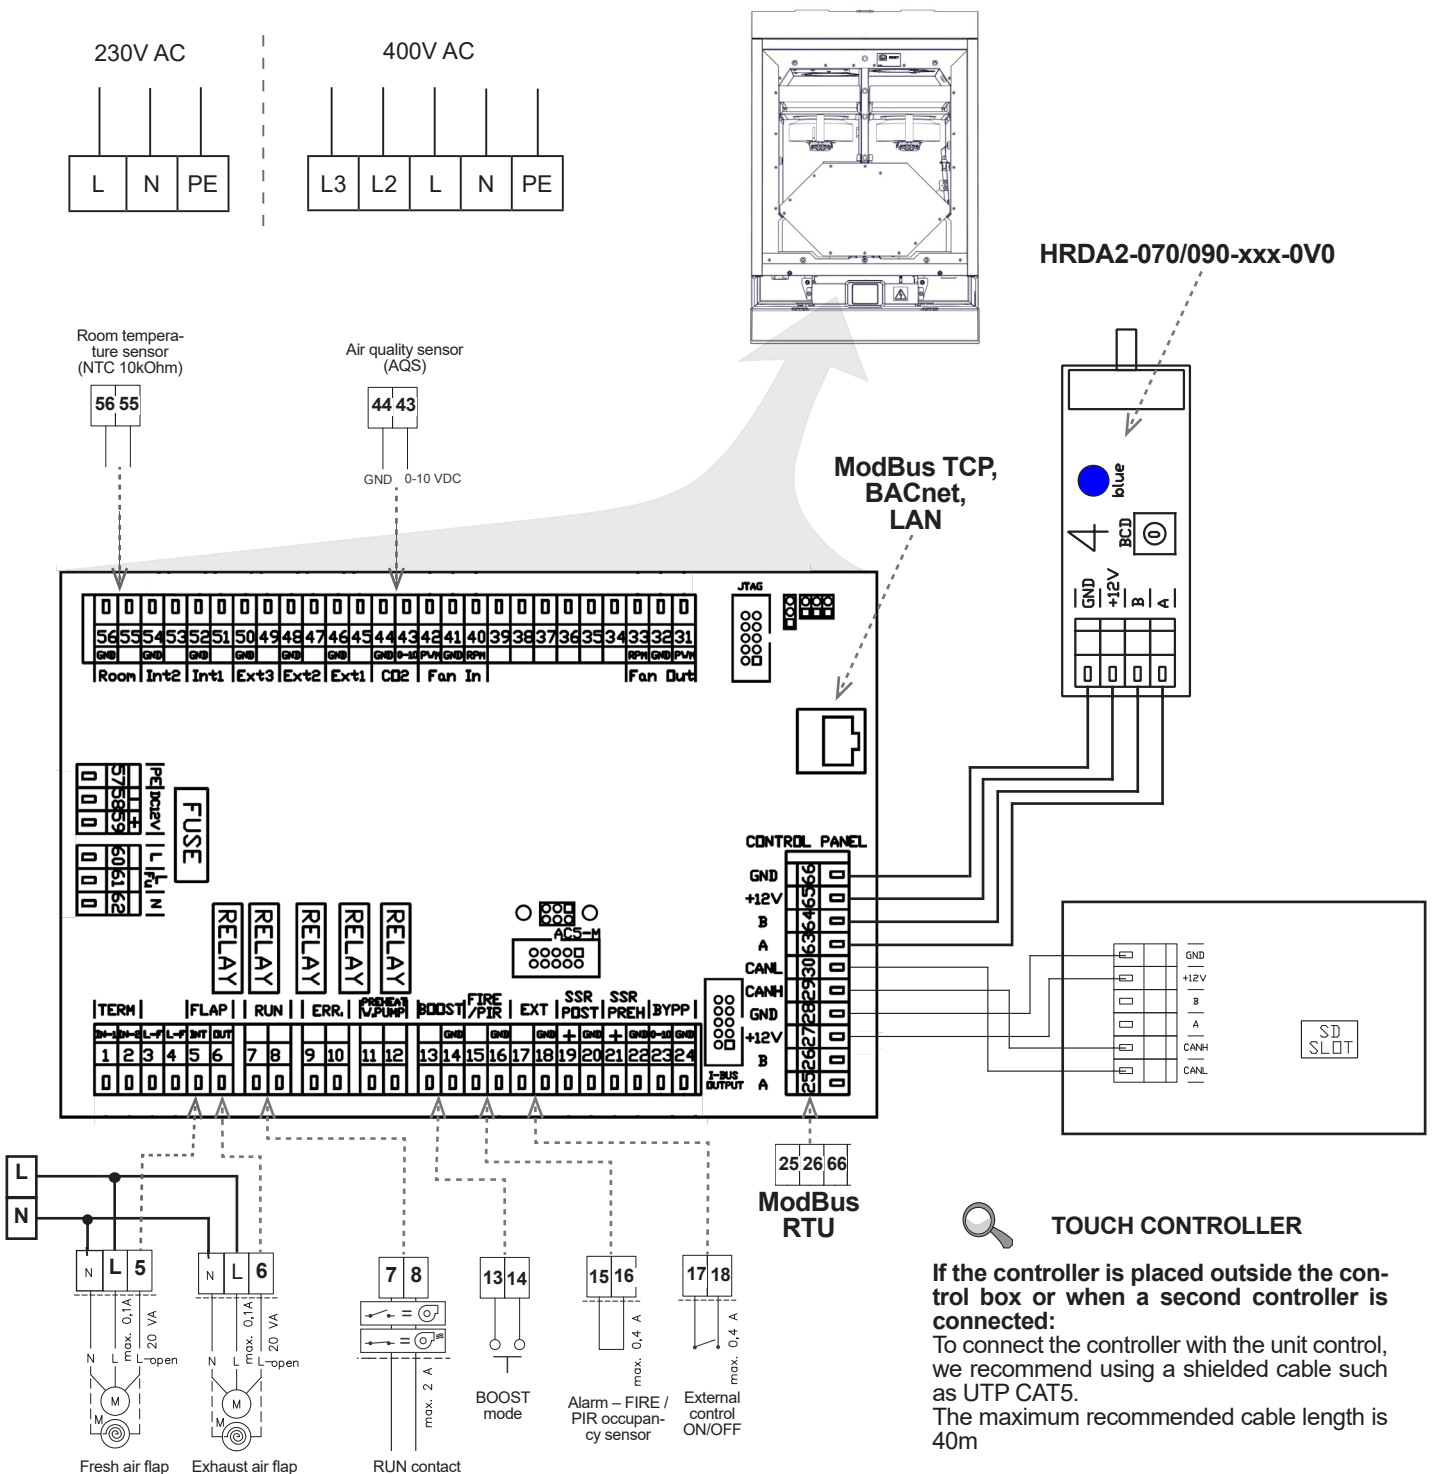 230V AC
400V AC
L N PE
L3 L2 L N PE
RESET
HRDA2-070/090-xxx-0V0
Room tempera-
ture sensor
(NTC 10kOhm)
56 55
Air quality sensor
(AQS)
44 43
GND 0-10 VDC
ModBus TCP,
BACnet,
LAN
blue
4
BCD
0
GND
+12V
B
A
JTAG
56 55 54 53 52 51 50 49 48 47 46 45 44 43 42 41 40 39 38 37 36 35 34 33 32 31
GND GND GND GND GND GND GND 0-10 PWM GND RPM RPM GND PWM
Room Int2 Int1 Ext3 Ext2 Ext1 CO2 Fan In Fan Out
57 58 59
PE DC12V
- +
60 61 62
L Fu L N
FUSE
RELAY RELAY RELAY RELAY RELAY
AC5-M
CONTROL PANEL
GND 66
+12V 65
B 64
A 63
CANL 30
CANH 29
GND 28
+12V 27
B 26
A 25
I-BUS
OUTPUT
TERM FLAP RUN ERR. PREHEAT W.PUMP BOOST FIRE /PIR EXT SSR POST SSR PREH BYPP
IN-1 IN-2 L-F L-F INT OUT GND GND GND + GND + GND 0-10 GND
1 2 3 4 5 6 7 8 9 10 11 12 13 14 15 16 17 18 19 20 21 22 23 24
GND
+12V
B
A
CANH
CANL
SD
SLOT
L
N
N L 5
max. 0,1A
20 VA
N L L-open
M
M
Fresh air flap
N L 6
max. 0,1A
20 VA
N L L-open
M
M
Exhaust air flap
7 8
=
=
max. 2 A
RUN contact
13 14
BOOST
mode
15 16
max. 0,4 A
Alarm – FIRE /
PIR occupan-
cy sensor
17 18
max. 0,4 A
External
control
ON/OFF
25 26 66
ModBus
RTU
TOUCH CONTROLLER
If the controller is placed outside the con-
trol box or when a second controller is
connected:
To connect the controller with the unit control,
we recommend using a shielded cable such
as UTP CAT5.
The maximum recommended cable length is
40m